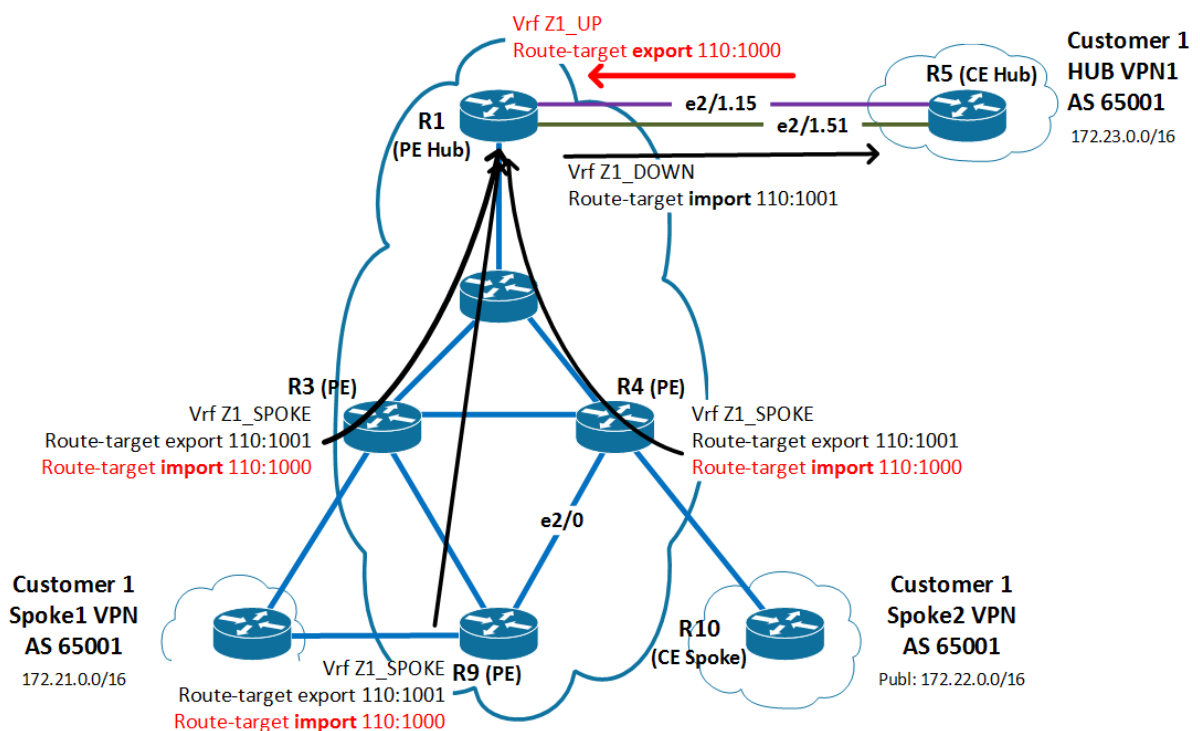 Vrf Z1_UP
Route-target export 110:1000
Customer 1
HUB VPN1
AS 65001
172.23.0.0/16
R5 (CE Hub)
e2/1.15
e2/1.51
R1
(PE Hub)
Vrf Z1_DOWN
Route-target import 110:1001
R3 (PE)
Vrf Z1_SPOKE
Route-target export 110:1001
Route-target import 110:1000
R4 (PE)
Vrf Z1_SPOKE
Route-target export 110:1001
Route-target import 110:1000
e2/0
Customer 1
Spoke1 VPN
AS 65001
172.21.0.0/16
R9 (PE)
Vrf Z1_SPOKE
Route-target export 110:1001
Route-target import 110:1000
R10
(CE Spoke)
Customer 1
Spoke2 VPN
AS 65001
Publ: 172.22.0.0/16